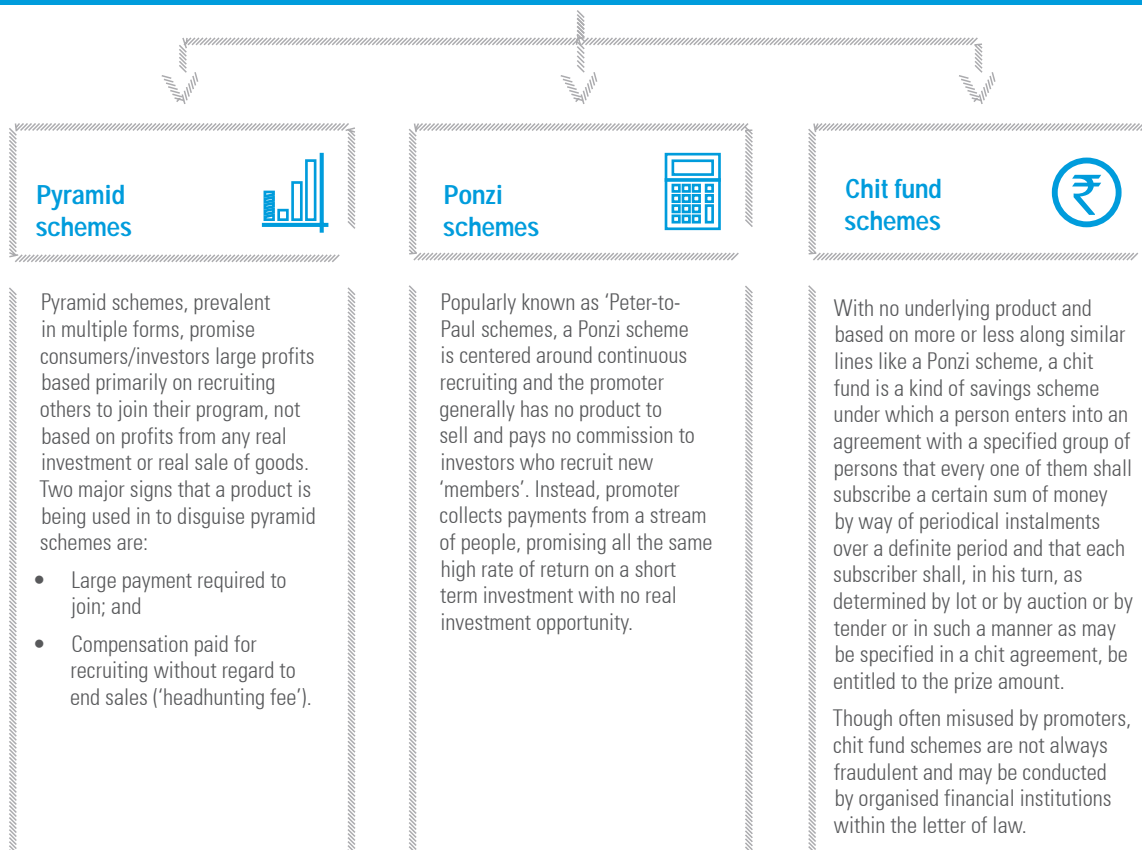 Pyramid
schemes
Pyramid schemes, prevalent
in multiple forms, promise
consumers/investors large profits
based primarily on recruiting
others to join their program, not
based on profits from any real
investment or real sale of goods.
Two major signs that a product is
being used in to disguise pyramid
schemes are:
• Large payment required to
join; and
• Compensation paid for
recruiting without regard to
end sales (‘headhunting fee’).
Ponzi
schemes
Popularly known as ‘Peter-to-
Paul schemes, a Ponzi scheme
is centered around continuous
recruiting and the promoter
generally has no product to
sell and pays no commission to
investors who recruit new
‘members’. Instead, promoter
collects payments from a stream
of people, promising all the same
high rate of return on a short
term investment with no real
investment opportunity.
Chit fund
schemes
₹
With no underlying product and
based on more or less along similar
lines like a Ponzi scheme, a chit
fund is a kind of savings scheme
under which a person enters into an
agreement with a specified group of
persons that every one of them shall
subscribe a certain sum of money
by way of periodical instalments
over a definite period and that each
subscriber shall, in his turn, as
determined by lot or by auction or by
tender or in such a manner as may
be specified in a chit agreement, be
entitled to the prize amount.
Though often misused by promoters,
chit fund schemes are not always
fraudulent and may be conducted
by organised financial institutions
within the letter of law.